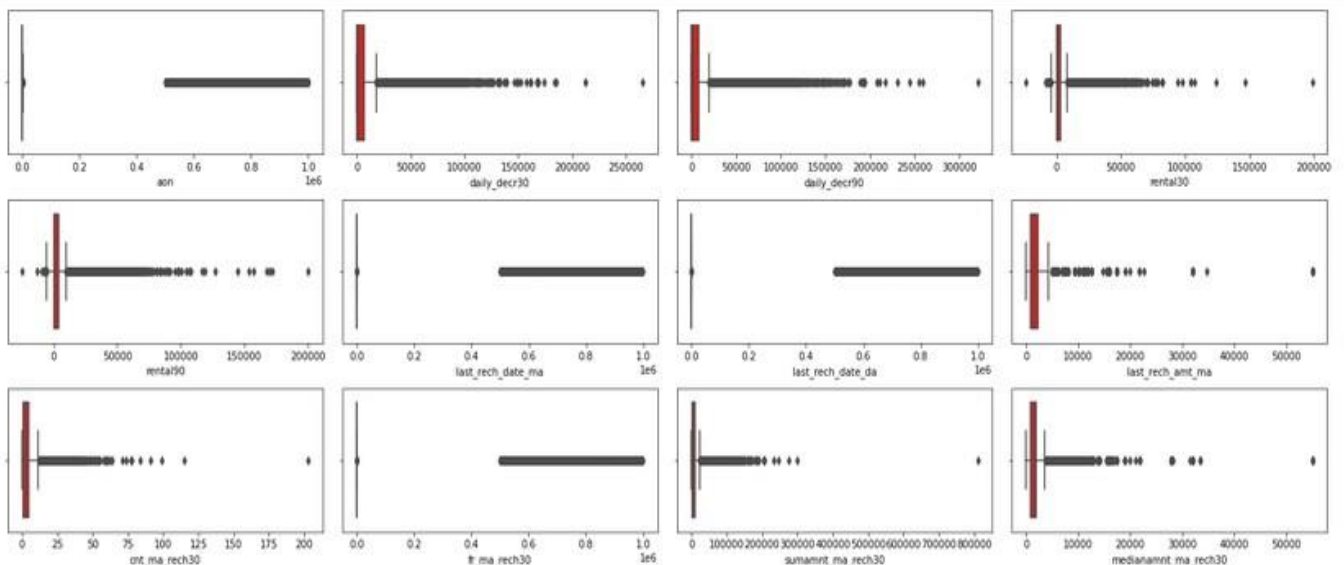 0.0 0.2 0.4 0.6 0.8 1.0
1e6
aon
0 50000 100000 150000 200000 250000
daily_decr30
0 50000 100000 150000 200000 250000 300000
daily_decr90
0 50000 100000 150000 200000
rental30
0 50000 100000 150000 200000
rental90
0.0 0.2 0.4 0.6 0.8 1.0
1e6
last_rech_date_ma
0.0 0.2 0.4 0.6 0.8 1.0
1e6
last_rech_date_da
0 10000 20000 30000 40000 50000
last_rech_amt_ma
0 25 50 75 100 125 150 175 200
cnt_ma_rech30
0.0 0.2 0.4 0.6 0.8 1.0
1e6
fr_ma_rech30
0 100000 200000 300000 400000 500000 600000 700000 800000
sumamnt_ma_rech30
0 10000 20000 30000 40000 50000
medianamnt_ma_rech30